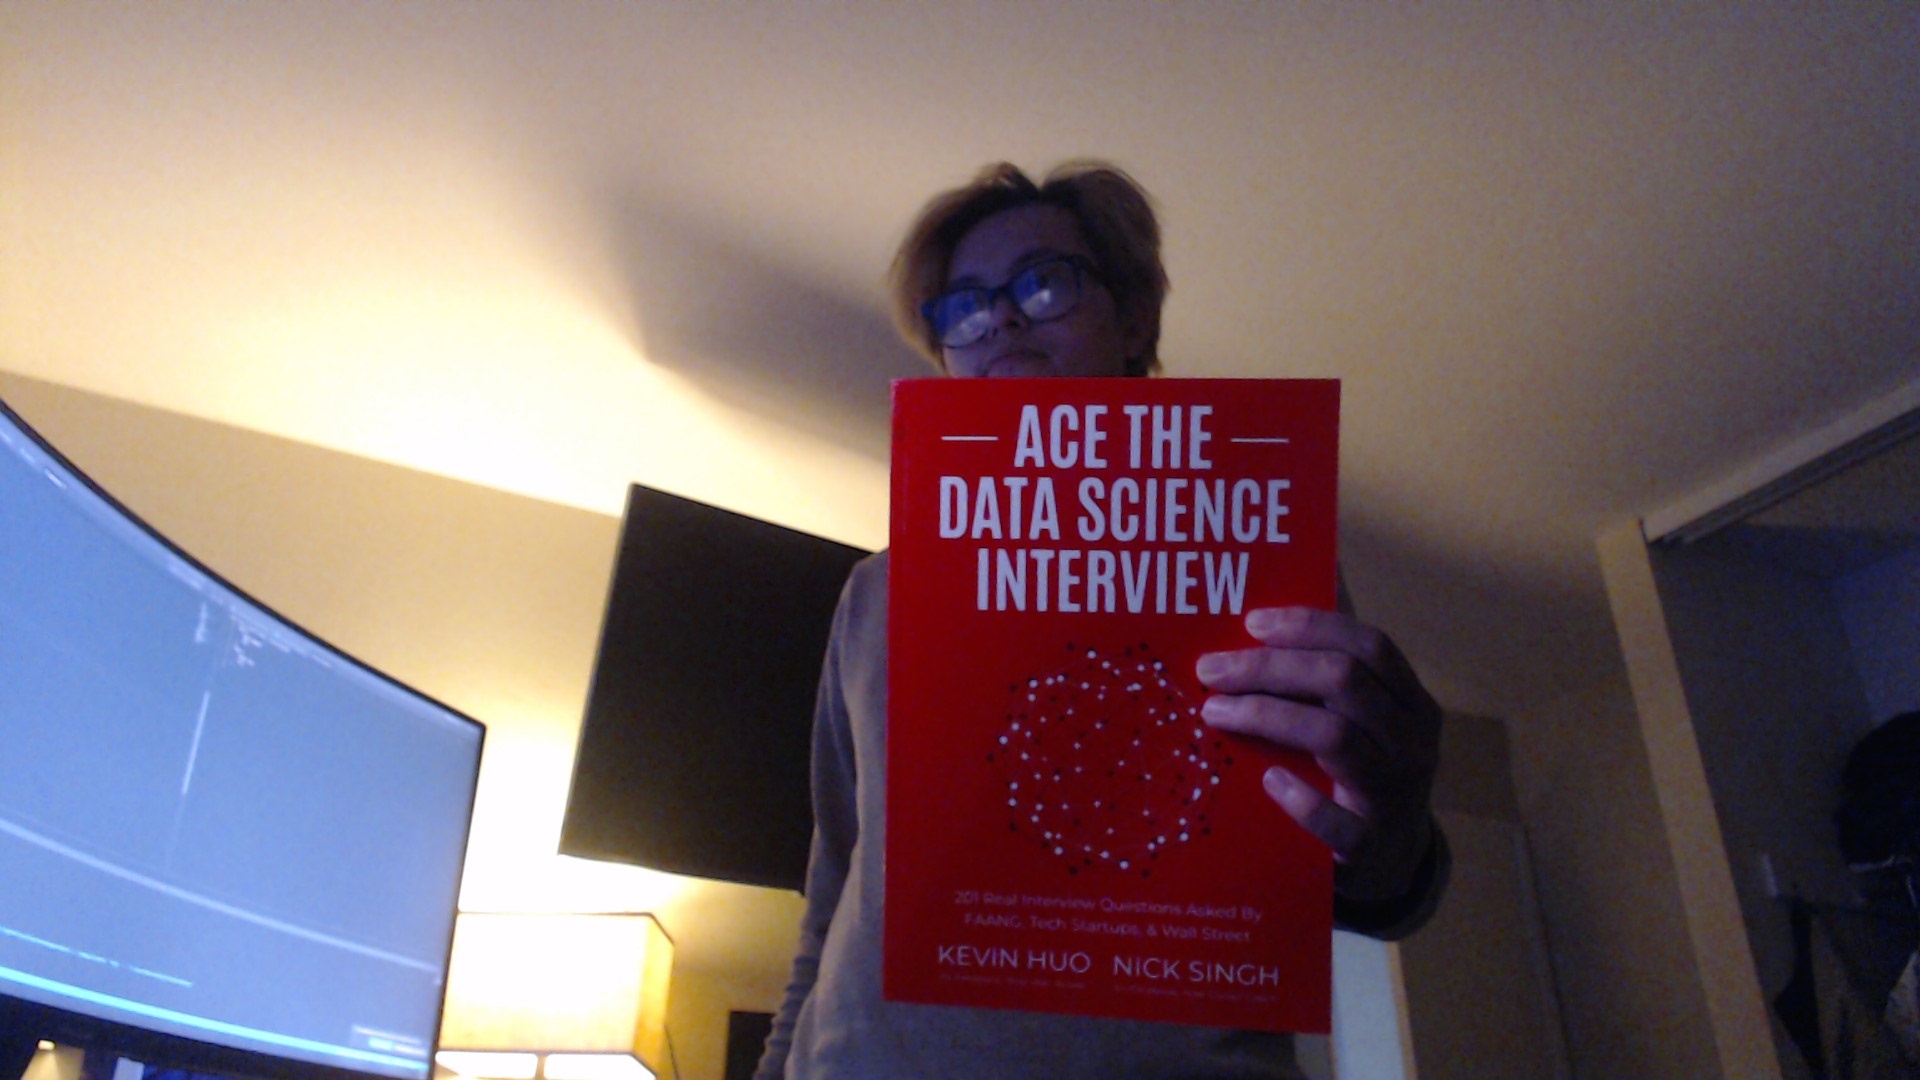 ACE THE
DATA SCIENCE
INTERVIEW
201 Real Interview Questions Asked By
FAANG, Tech Startups, & Wall Street
KEVIN HUO NICK SINGH